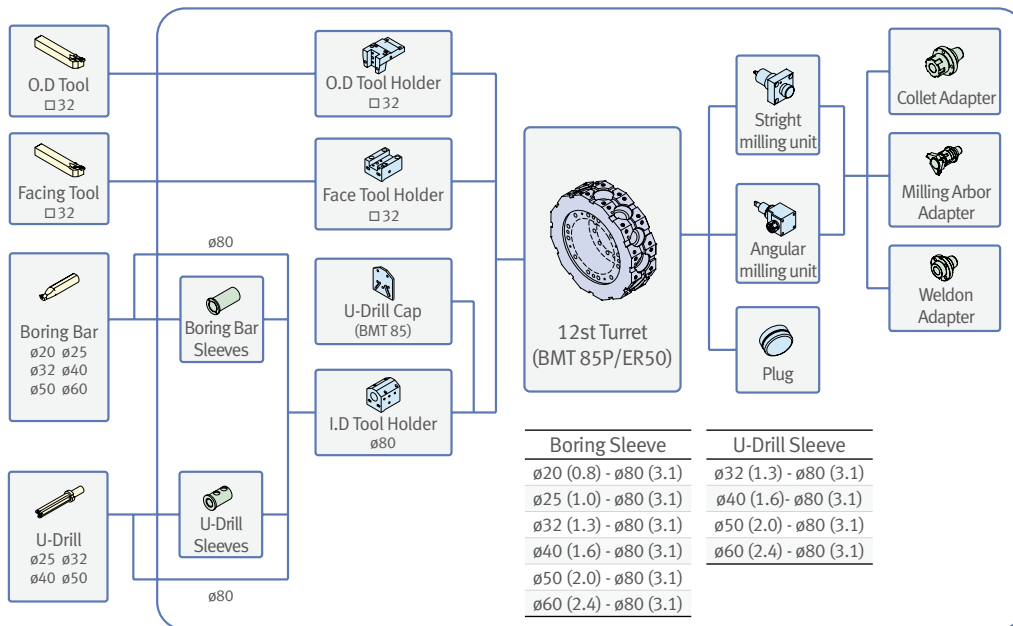 O.D Tool
□32
O.D Tool Holder
□32
Stright
milling unit
Collet Adapter
Facing Tool
□32
Face Tool Holder
□32
Angular
milling unit
Milling Arbor
Adapter
ø80
Boring Bar
ø20 ø25
ø32 ø40
ø50 ø60
Boring Bar
Sleeves
U-Drill Cap
(BMT 85)
12st Turret
(BMT 85P/ER50)
Plug
Weldon
Adapter
I.D Tool Holder
ø80
U-Drill
ø25 ø32
ø40 ø50
U-Drill
Sleeves
ø80
Boring Sleeve
ø20 (0.8) - ø80 (3.1)
ø25 (1.0) - ø80 (3.1)
ø32 (1.3) - ø80 (3.1)
ø40 (1.6) - ø80 (3.1)
ø50 (2.0) - ø80 (3.1)
ø60 (2.4) - ø80 (3.1)
U-Drill Sleeve
ø32 (1.3) - ø80 (3.1)
ø40 (1.6)- ø80 (3.1)
ø50 (2.0) - ø80 (3.1)
ø60 (2.4) - ø80 (3.1)